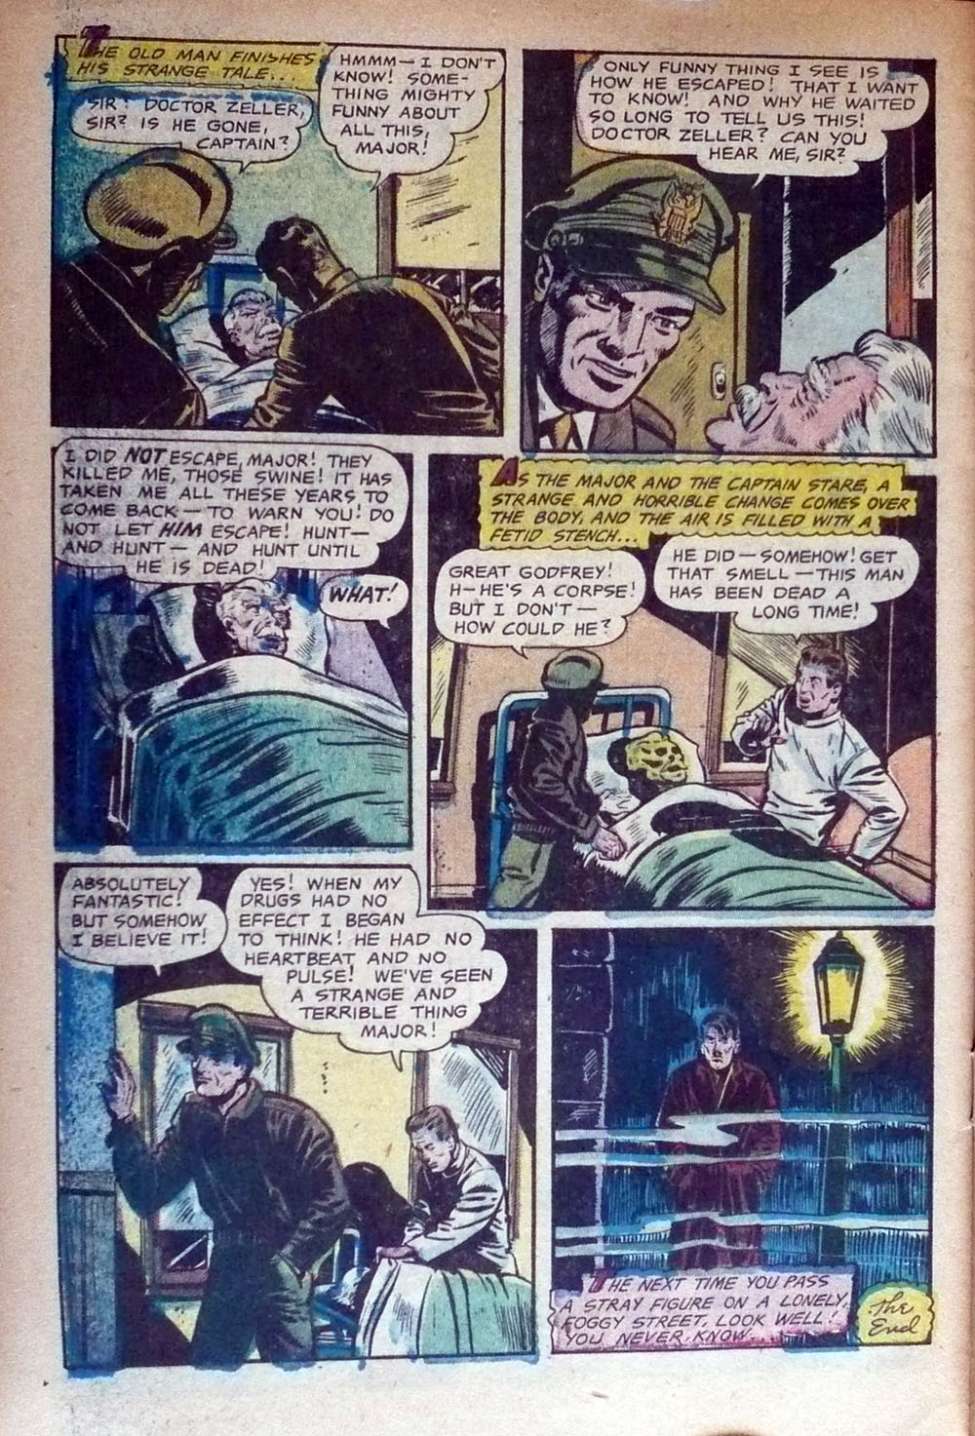 THE OLD MAN FINISHES
HIS STRANGE TALE...
SIR! DOCTOR ZELLER,
SIR? IS HE GONE,
CAPTAIN?
HMMM— I DON'T
KNOW! SOME-
THING MIGHTY
FUNNY ABOUT
ALL THIS,
MAJOR!
ONLY FUNNY THING I SEE IS
HOW HE ESCAPED! THAT I WANT
TO KNOW! AND WHY HE WAITED
SO LONG TO TELL US THIS!
DOCTOR ZELLER? CAN YOU
HEAR ME, SIR?
I DID NOT ESCAPE, MAJOR! THEY
KILLED ME, THOSE SWINE! IT HAS
TAKEN ME ALL THESE YEARS TO
COME BACK— TO WARN YOU! DO
NOT LET HIM ESCAPE! HUNT—
AND HUNT— AND HUNT UNTIL
HE IS DEAD!
WHAT!
AS THE MAJOR AND THE CAPTAIN STARE, A
STRANGE AND HORRIBLE CHANGE COMES OVER
THE BODY, AND THE AIR IS FILLED WITH A
FETID STENCH...
GREAT GODFREY!
H—HE'S A CORPSE!
BUT I DON'T—
HOW COULD HE?
HE DID—SOMEHOW! GET
THAT SMELL—THIS MAN
HAS BEEN DEAD A
LONG TIME!
ABSOLUTELY
FANTASTIC!
BUT SOMEHOW
I BELIEVE IT!
YES! WHEN MY
DRUGS HAD NO
EFFECT I BEGAN
TO THINK! HE HAD NO
HEARTBEAT AND NO
PULSE! WE'VE SEEN
A STRANGE AND
TERRIBLE THING
MAJOR!
THE NEXT TIME YOU PASS
A STRAY FIGURE ON A LONELY,
FOGGY STREET, LOOK WELL!
YOU NEVER KNOW...
The
End